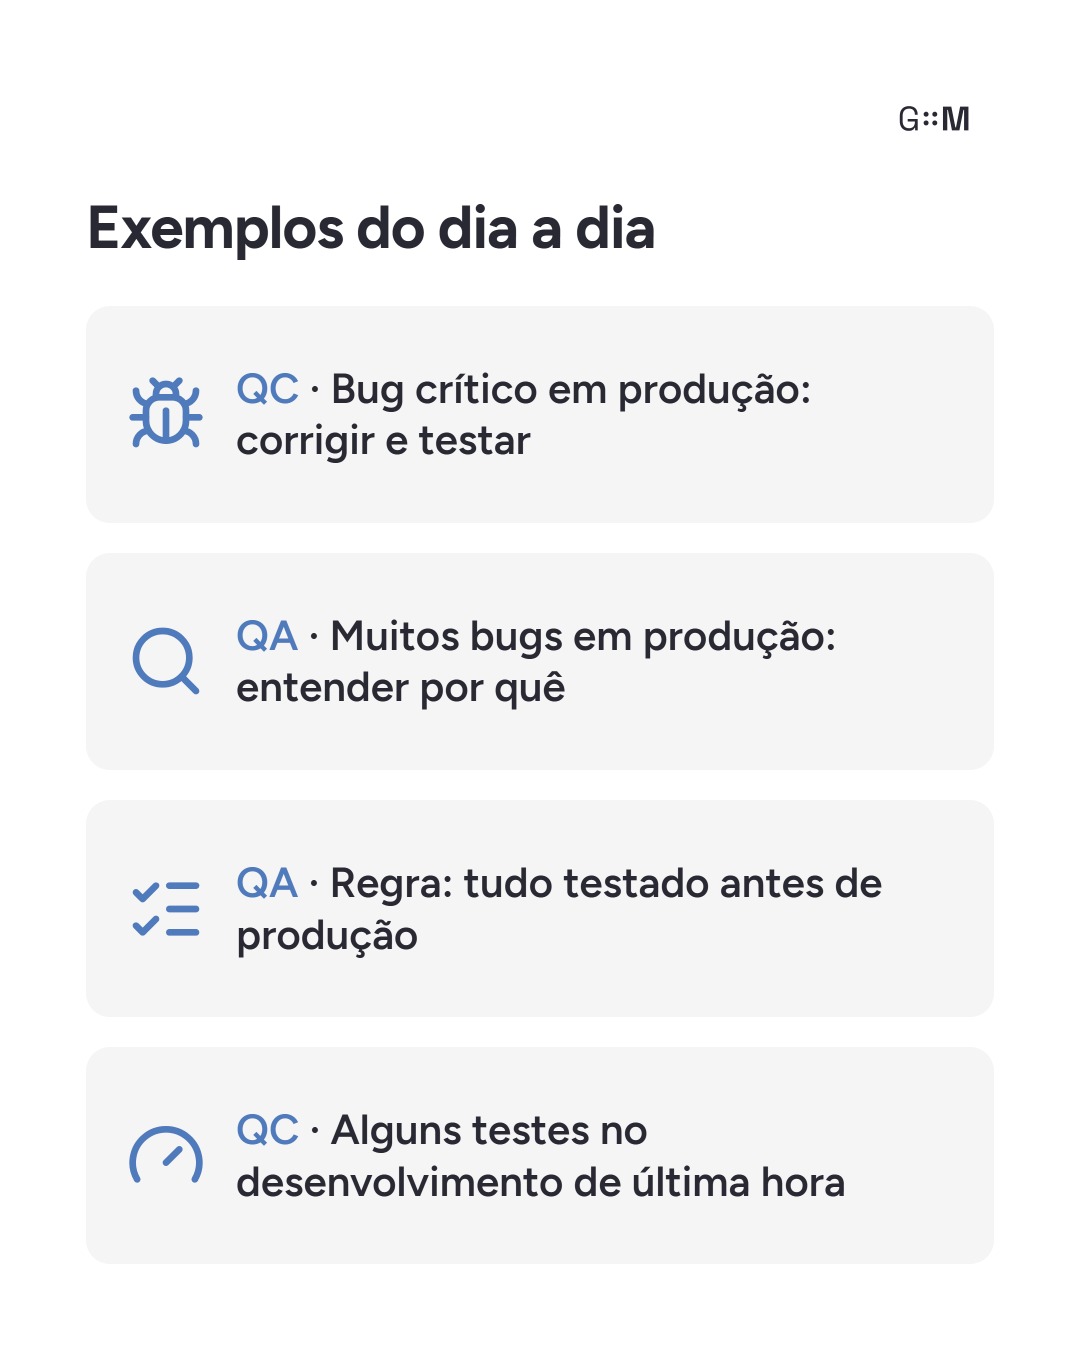 G::M
Exemplos do dia a dia
QC · Bug crítico em produção:
corrigir e testar
QA · Muitos bugs em produção:
entender por quê
QA · Regra: tudo testado antes de
produção
QC · Alguns testes no
desenvolvimento de última hora